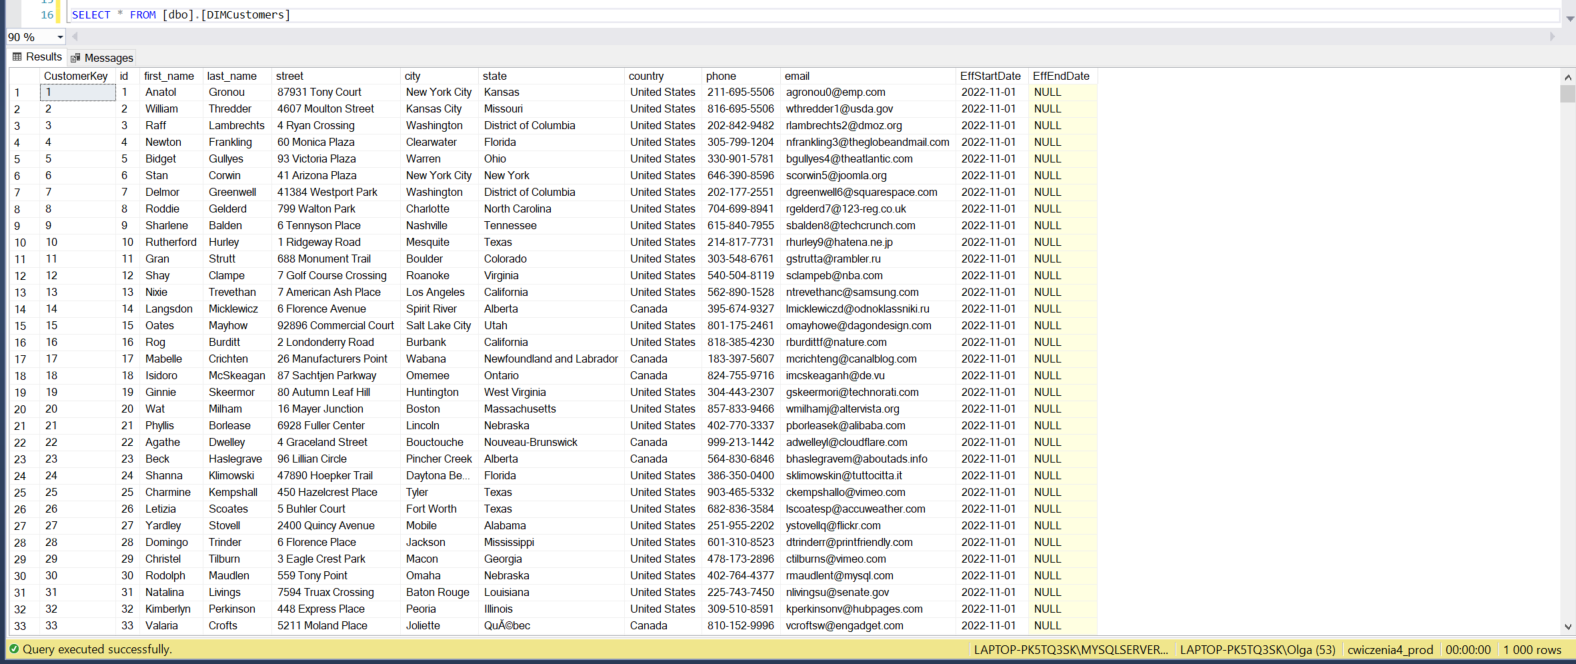 15
16 SELECT * FROM [dbo].[DIMCustomers]
90 %
Results Messages
CustomerKey id first_name last_name street city state country phone email EffStartDate EffEndDate
1 1 1 Anatol Gronou 87931 Tony Court New York City Kansas United States 211-695-5506 agronou0@emp.com 2022-11-01 NULL
2 2 2 William Thredder 4607 Moulton Street Kansas City Missouri United States 816-695-5506 wthredder1@usda.gov 2022-11-01 NULL
3 3 3 Raff Lambrechts 4 Ryan Crossing Washington District of Columbia United States 202-842-9482 rlambrechts2@dmoz.org 2022-11-01 NULL
4 4 4 Newton Frankling 60 Monica Plaza Clearwater Florida United States 305-799-1204 nfrankling3@theglobeandmail.com 2022-11-01 NULL
5 5 5 Bidget Gullyes 93 Victoria Plaza Warren Ohio United States 330-901-5781 bgullyes4@theatlantic.com 2022-11-01 NULL
6 6 6 Stan Corwin 41 Arizona Plaza New York City New York United States 646-390-8596 scorwin5@joomla.org 2022-11-01 NULL
7 7 7 Delmor Greenwell 41384 Westport Park Washington District of Columbia United States 202-177-2551 dgreenwell6@squarespace.com 2022-11-01 NULL
8 8 8 Roddie Gelderd 799 Walton Park Charlotte North Carolina United States 704-699-8941 rgelderd7@123-reg.co.uk 2022-11-01 NULL
9 9 9 Sharlene Balden 6 Tennyson Place Nashville Tennessee United States 615-840-7955 sbalden8@techcrunch.com 2022-11-01 NULL
10 10 10 Rutherford Hurley 1 Ridgeway Road Mesquite Texas United States 214-817-7731 rhurley9@hatena.ne.jp 2022-11-01 NULL
11 11 11 Gran Strutt 688 Monument Trail Boulder Colorado United States 303-548-6761 gstrutta@rambler.ru 2022-11-01 NULL
12 12 12 Shay Clampe 7 Golf Course Crossing Roanoke Virginia United States 540-504-8119 sclampeb@nba.com 2022-11-01 NULL
13 13 13 Nixie Trevethan 7 American Ash Place Los Angeles California United States 562-890-1528 ntrevethanc@samsung.com 2022-11-01 NULL
14 14 14 Langsdon Micklewicz 6 Florence Avenue Spirit River Alberta Canada 395-674-9327 lmicklewiczd@odnoklassniki.ru 2022-11-01 NULL
15 15 15 Oates Mayhow 92896 Commercial Court Salt Lake City Utah United States 801-175-2461 omayhowe@dagondesign.com 2022-11-01 NULL
16 16 16 Rog Burditt 2 Londonderry Road Burbank California United States 818-385-4230 rburdittf@nature.com 2022-11-01 NULL
17 17 17 Mabelle Crichten 26 Manufacturers Point Wabana Newfoundland and Labrador Canada 183-397-5607 mcrichteng@canalblog.com 2022-11-01 NULL
18 18 18 Isidoro McSkeagan 87 Sachtjen Parkway Omemee Ontario Canada 824-755-9716 imcskeaganh@de.vu 2022-11-01 NULL
19 19 19 Ginnie Skeermor 80 Autumn Leaf Hill Huntington West Virginia United States 304-443-2307 gskeermori@technorati.com 2022-11-01 NULL
20 20 20 Wat Milham 16 Mayer Junction Boston Massachusetts United States 857-833-9466 wmilhamj@altervista.org 2022-11-01 NULL
21 21 21 Phyllis Borlease 6928 Fuller Center Lincoln Nebraska United States 402-770-3337 pborleasek@alibaba.com 2022-11-01 NULL
22 22 22 Agathe Dwelley 4 Graceland Street Bouctouche Nouveau-Brunswick Canada 999-213-1442 adwelleyl@cloudflare.com 2022-11-01 NULL
23 23 23 Beck Haslegrave 96 Lillian Circle Pincher Creek Alberta Canada 564-830-6846 bhaslegravem@aboutads.info 2022-11-01 NULL
24 24 24 Shanna Klimowski 47890 Hoepker Trail Daytona Be... Florida United States 386-350-0400 sklimowskin@tuttocitta.it 2022-11-01 NULL
25 25 25 Charmine Kempshall 450 Hazelcrest Place Tyler Texas United States 903-465-5332 ckempshallo@vimeo.com 2022-11-01 NULL
26 26 26 Letizia Scoates 5 Buhler Court Fort Worth Texas United States 682-836-3584 lscoatesp@accuweather.com 2022-11-01 NULL
27 27 27 Yardley Stovell 2400 Quincy Avenue Mobile Alabama United States 251-955-2202 ystovellq@flickr.com 2022-11-01 NULL
28 28 28 Domingo Trinder 6 Florence Place Jackson Mississippi United States 601-310-8523 dtrinderr@printfriendly.com 2022-11-01 NULL
29 29 29 Christel Tilburn 3 Eagle Crest Park Macon Georgia United States 478-173-2896 ctilburns@vimeo.com 2022-11-01 NULL
30 30 30 Rodolph Maudlen 559 Tony Point Omaha Nebraska United States 402-764-4377 rmaudlent@mysql.com 2022-11-01 NULL
31 31 31 Natalina Livings 7594 Truax Crossing Baton Rouge Louisiana United States 225-743-7450 nlivingsu@senate.gov 2022-11-01 NULL
32 32 32 Kimberlyn Perkinson 448 Express Place Peoria Illinois United States 309-510-8591 kperkinsonv@hubpages.com 2022-11-01 NULL
33 33 33 Valaria Crofts 5211 Moland Place Joliette QuĂ©bec Canada 810-152-9996 vcroftsw@engadget.com 2022-11-01 NULL
Query executed successfully. LAPTOP-PK5TQ3SK\MYSQLSERVER... LAPTOP-PK5TQ3SK\Olga (53) cwiczenia4_prod 00:00:00 1 000 rows